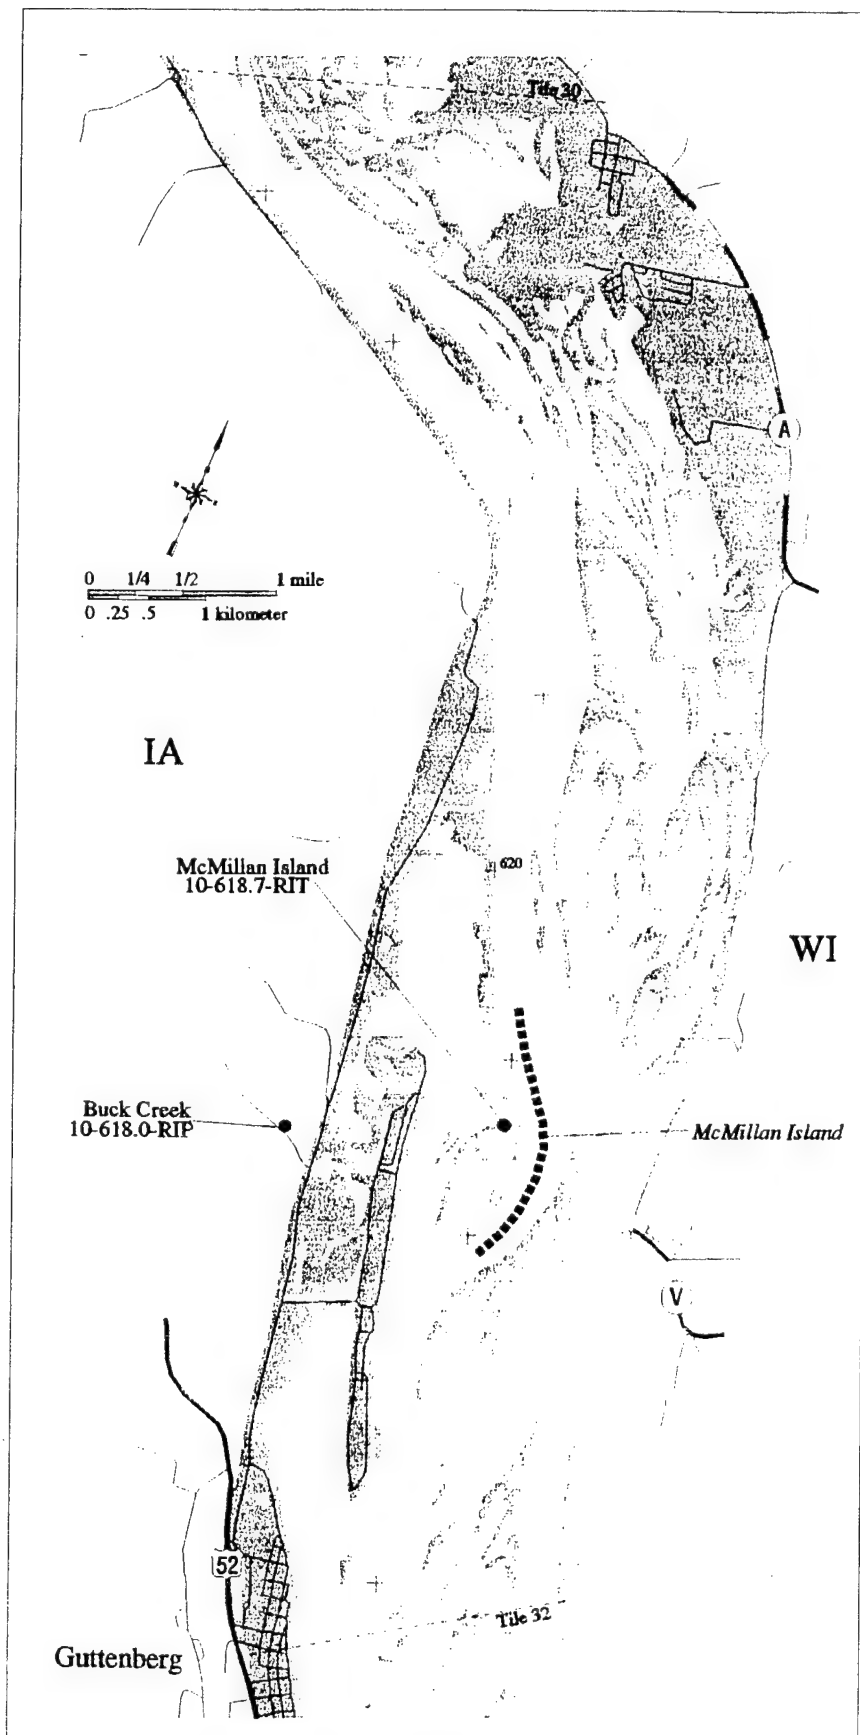 Tile 30
A
0 1/4 1/2 1 mile
0 .25 .5 1 kilometer
IA
McMillan Island
10-618.7-RIT
620
WI
Buck Creek
10-618.0-RIP
McMillan Island
V
52
Tile 32
Guttenberg